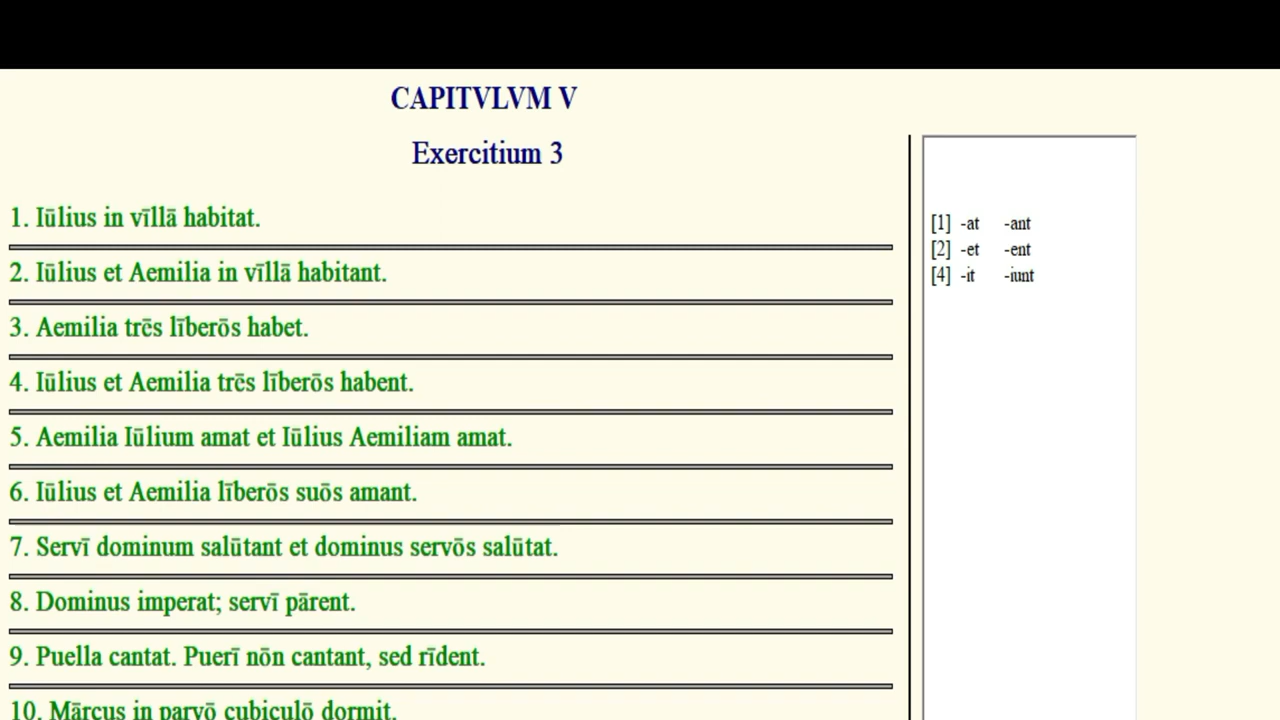 CAPITVLVM V
Exercitium 3
1. Iūlius in vīllā habitat.
2. Iūlius et Aemilia in vīllā habitant.
3. Aemilia trēs līberōs habet.
4. Iūlius et Aemilia trēs līberōs habent.
5. Aemilia Iūlium amat et Iūlius Aemiliam amat.
6. Iūlius et Aemilia līberōs suōs amant.
7. Servī dominum salūtant et dominus servōs salūtat.
8. Dominus imperat; servī pārent.
9. Puella cantat. Puerī nōn cantant, sed rīdent.
10. Mārcus in parvō cubiculō dormit.
[1] -at -ant
[2] -et -ent
[4] -it -iunt